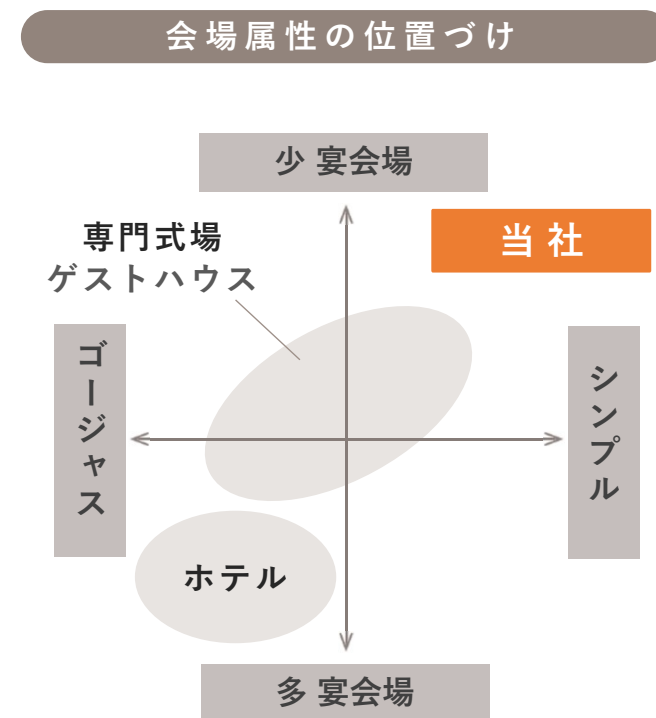 会場属性の位置づけ
少 宴会場
専門式場
ゲストハウス
当社
ゴージャス
シンプル
ホテル
多 宴会場